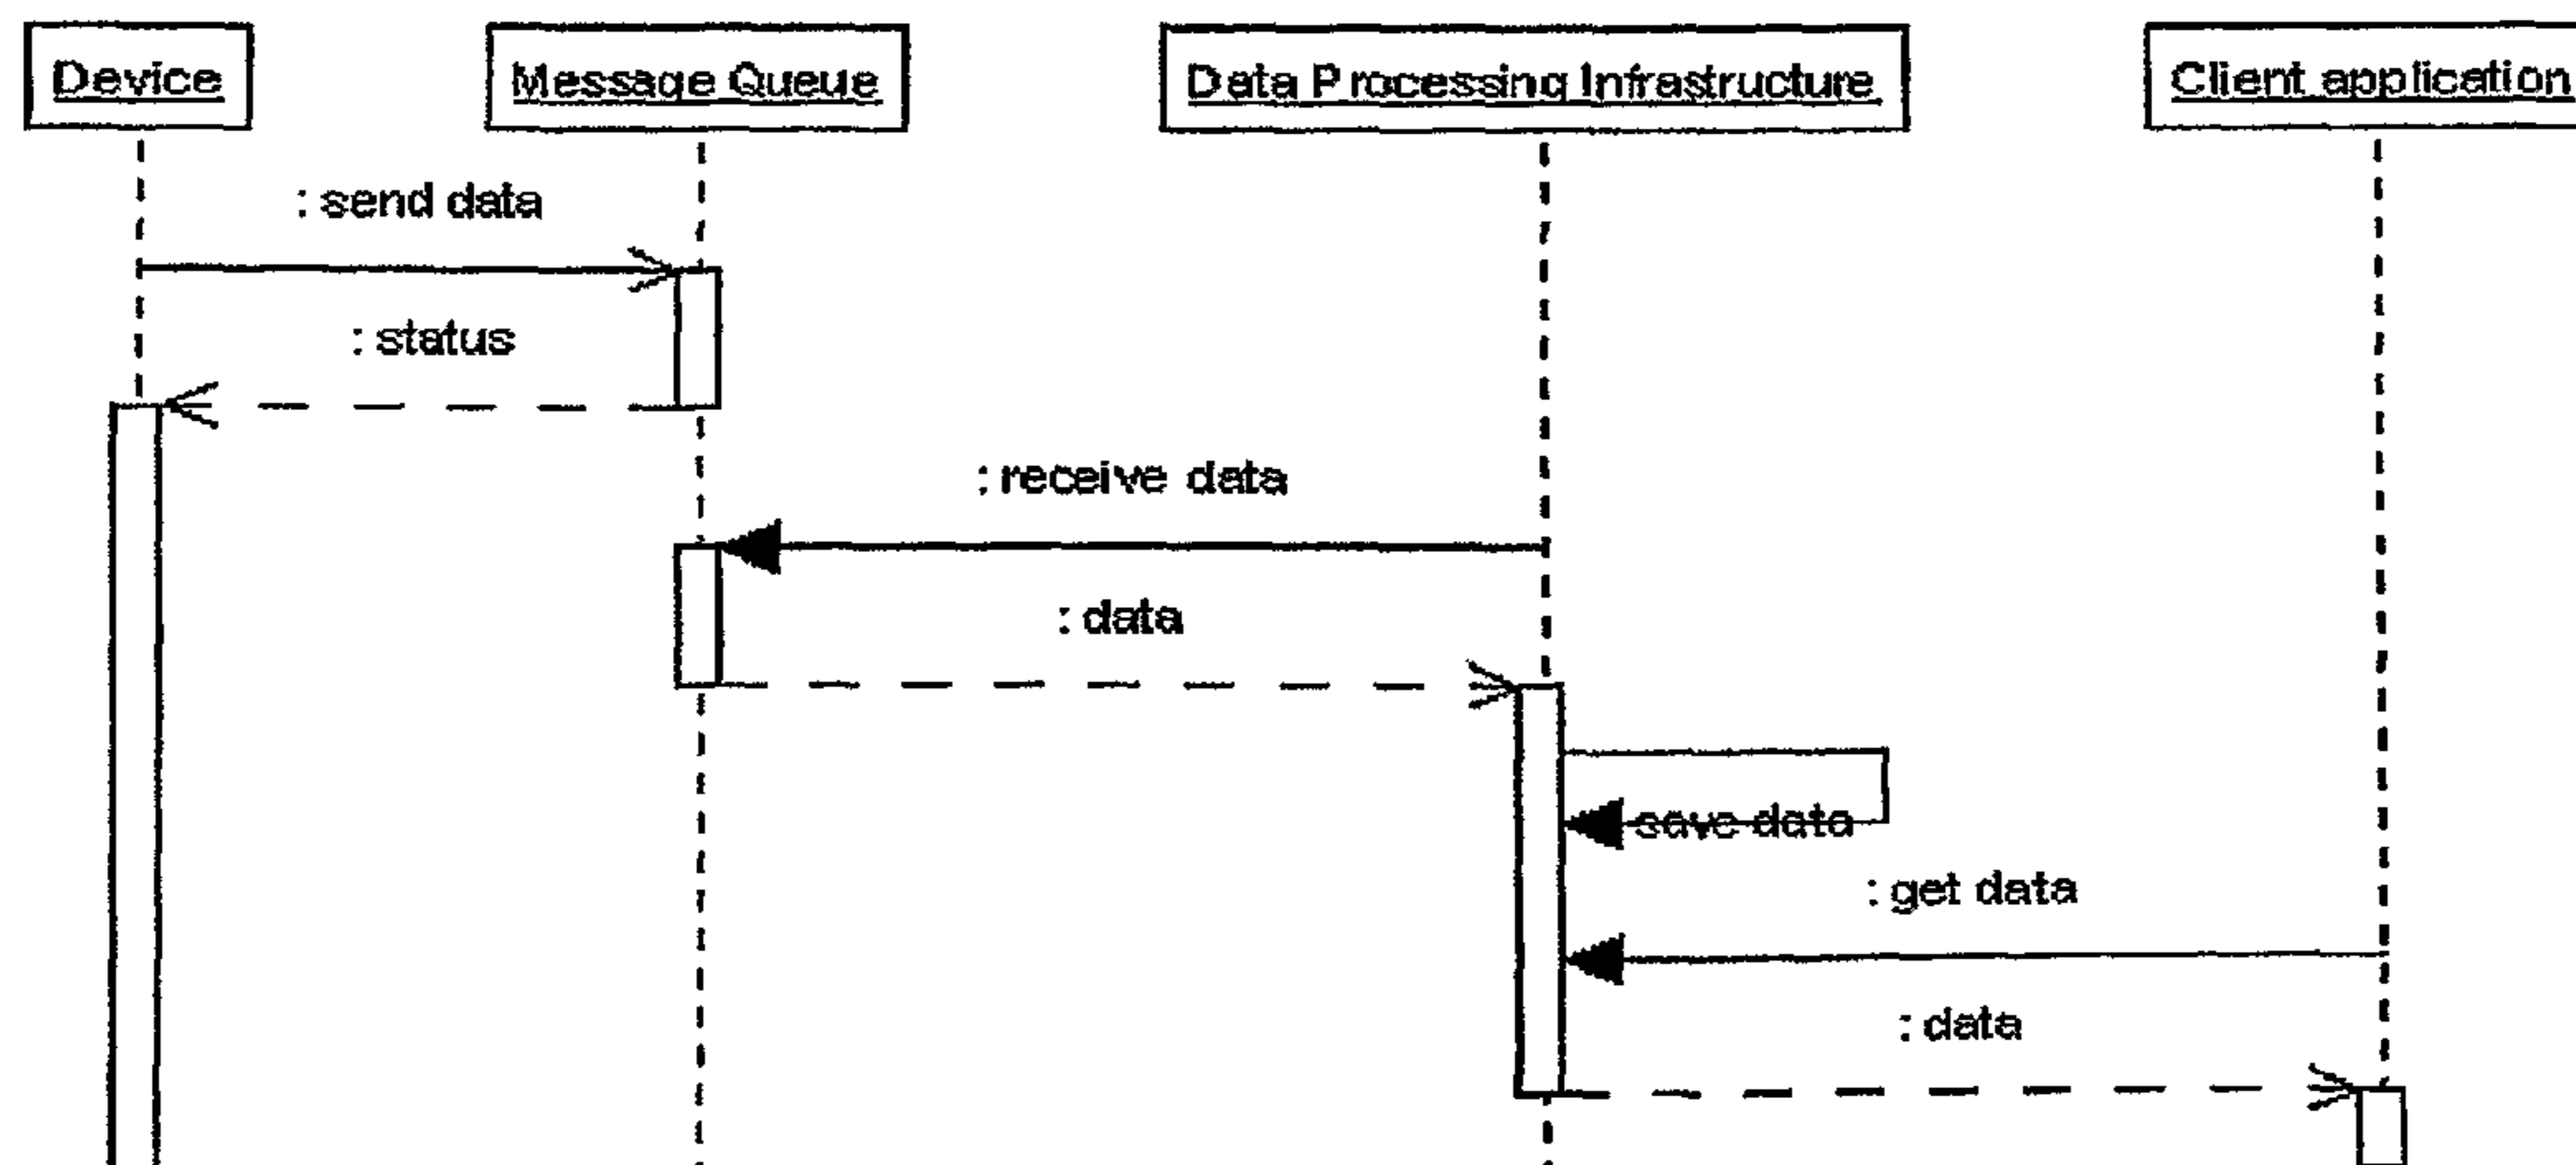 Device
Message Queue
Data Processing Infrastructure
Client application
: send data
: status
: receive data
: data
save data
: get data
: data